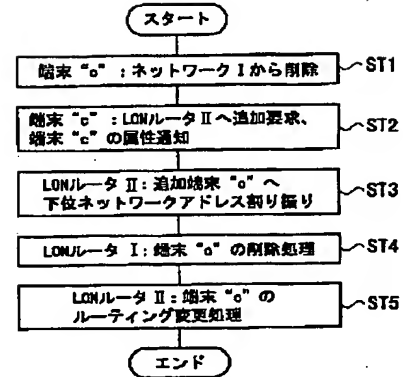 スタート
端末“c”：ネットワークⅠから削除
ST1
端末“c”：LONルータⅡへ追加要求、
端末“c”の属性通知
ST2
LONルータ Ⅱ：追加端末“c”へ
下位ネットワークアドレス割り振り
ST3
LONルータ Ⅰ：端末“c”の削除処理
ST4
LONルータ Ⅱ：端末“c”の
ルーティング変更処理
ST5
エンド